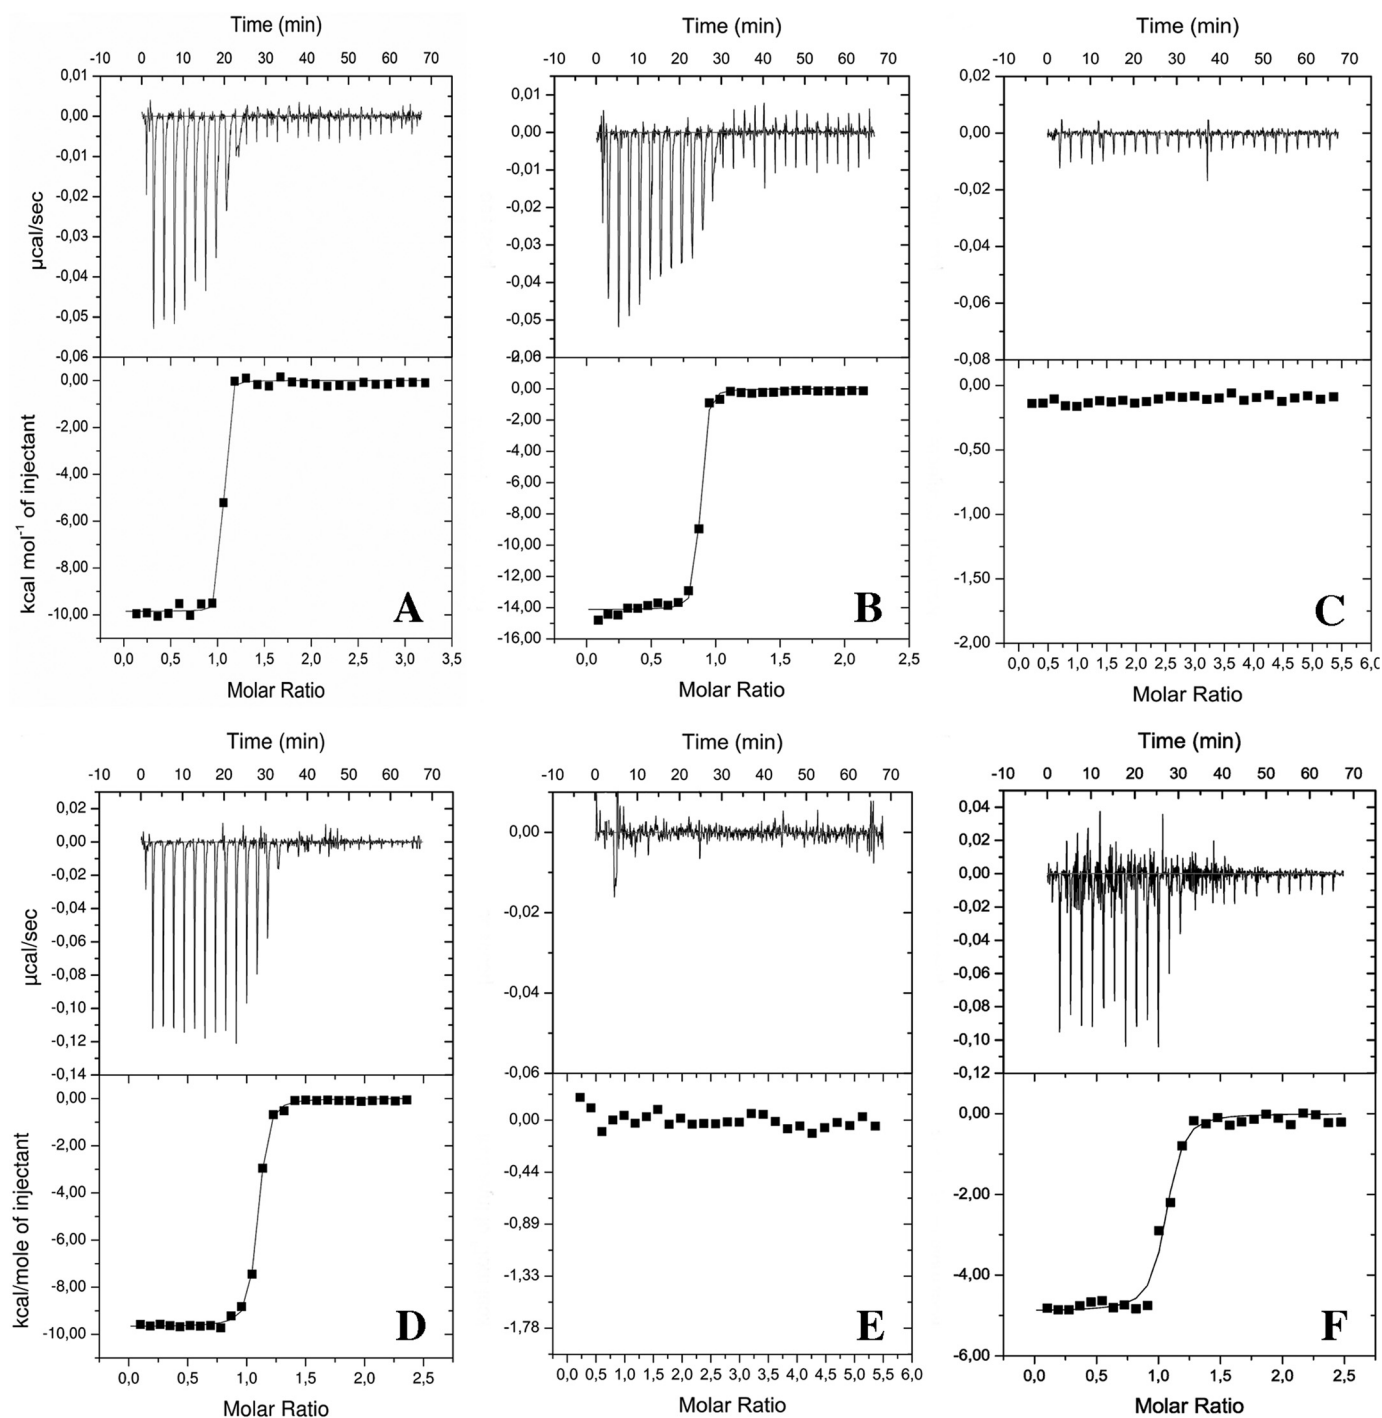 Time (min)
-10 0 10 20 30 40 50 60 70
0,01
0,00
-0,01
-0,02
-0,03
-0,04
-0,05
-0,06
µcal/sec
0,00
-2,00
-4,00
-6,00
-8,00
-10,00
kcal mol⁻¹ of injectant
A
0,0 0,5 1,0 1,5 2,0 2,5 3,0 3,5
Molar Ratio
Time (min)
-10 0 10 20 30 40 50 60 70
0,01
0,00
-0,01
-0,02
-0,03
-0,04
-0,05
0,00
-2,00
-4,00
-6,00
-8,00
-10,00
-12,00
-14,00
-16,00
B
0,0 0,5 1,0 1,5 2,0 2,5
Molar Ratio
Time (min)
-10 0 10 20 30 40 50 60 70
0,02
0,00
-0,02
-0,04
-0,06
-0,08
0,00
-0,50
-1,00
-1,50
-2,00
C
0,0 0,5 1,0 1,5 2,0 2,5 3,0 3,5 4,0 4,5 5,0 5,5 6,0
Molar Ratio
Time (min)
-10 0 10 20 30 40 50 60 70
0,02
0,00
-0,02
-0,04
-0,06
-0,08
-0,10
-0,12
-0,14
µcal/sec
0,00
-2,00
-4,00
-6,00
-8,00
-10,00
kcal/mole of injectant
D
0,0 0,5 1,0 1,5 2,0 2,5
Molar Ratio
Time (min)
-10 0 10 20 30 40 50 60 70
0,00
-0,02
-0,04
-0,06
0,00
-0,44
-0,89
-1,33
-1,78
E
0,0 0,5 1,0 1,5 2,0 2,5 3,0 3,5 4,0 4,5 5,0 5,5 6,0
Molar Ratio
Time (min)
-10 0 10 20 30 40 50 60 70
0,04
0,02
0,00
-0,02
-0,04
-0,06
-0,08
-0,10
-0,12
0,00
-2,00
-4,00
-6,00
F
0,0 0,5 1,0 1,5 2,0 2,5
Molar Ratio